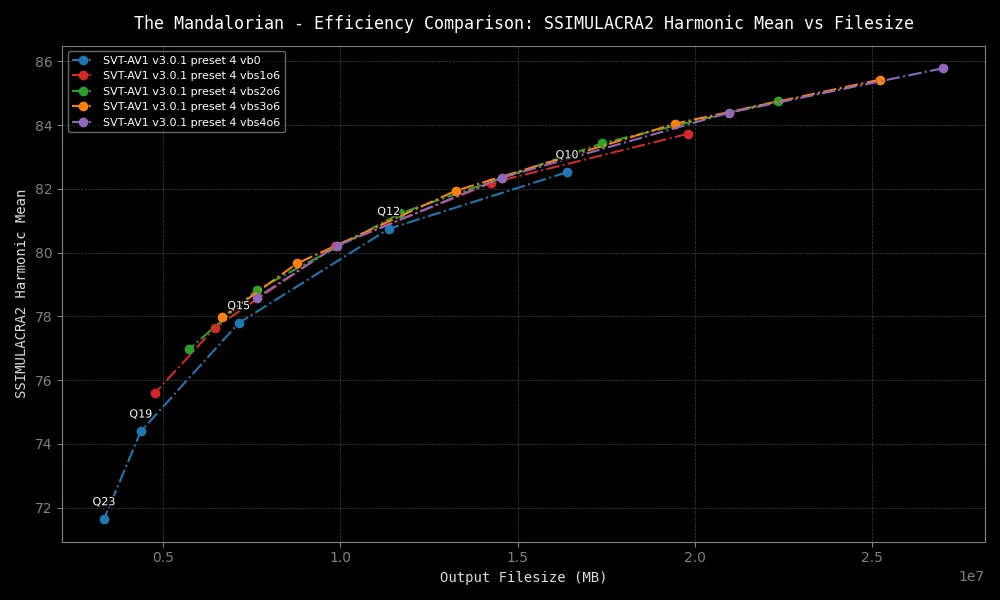 The Mandalorian - Efficiency Comparison: SSIMULACRA2 Harmonic Mean vs Filesize
SVT-AV1 v3.0.1 preset 4 vb0
SVT-AV1 v3.0.1 preset 4 vbs1o6
SVT-AV1 v3.0.1 preset 4 vbs2o6
SVT-AV1 v3.0.1 preset 4 vbs3o6
SVT-AV1 v3.0.1 preset 4 vbs4o6
SSIMULACRA2 Harmonic Mean
86
84
82
80
78
76
74
72
Q10
Q12
Q15
Q19
Q23
0.5
1.0
1.5
2.0
2.5
1e7
Output Filesize (MB)